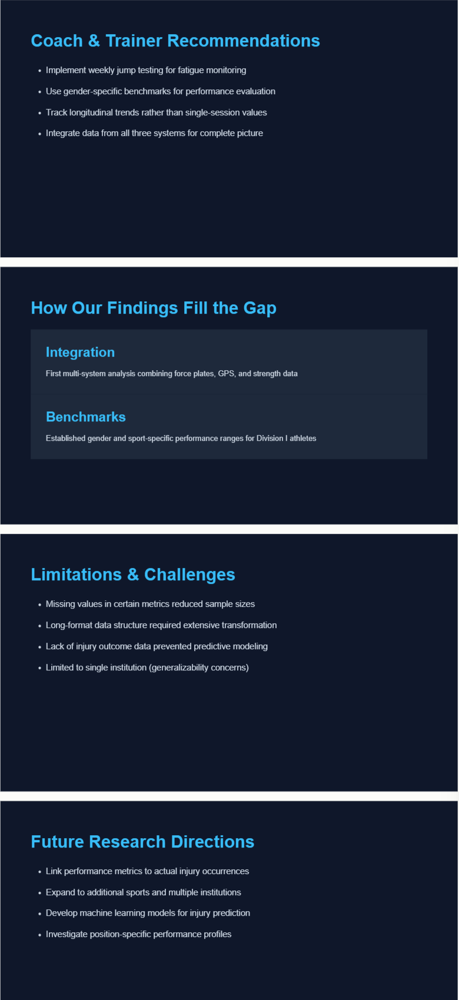 Coach & Trainer Recommendations
• Implement weekly jump testing for fatigue monitoring
• Use gender-specific benchmarks for performance evaluation
• Track longitudinal trends rather than single-session values
• Integrate data from all three systems for complete picture
How Our Findings Fill the Gap
Integration
First multi-system analysis combining force plates, GPS, and strength data
Benchmarks
Established gender and sport-specific performance ranges for Division I athletes
Limitations & Challenges
• Missing values in certain metrics reduced sample sizes
• Long-format data structure required extensive transformation
• Lack of injury outcome data prevented predictive modeling
• Limited to single institution (generalizability concerns)
Future Research Directions
• Link performance metrics to actual injury occurrences
• Expand to additional sports and multiple institutions
• Develop machine learning models for injury prediction
• Investigate position-specific performance profiles